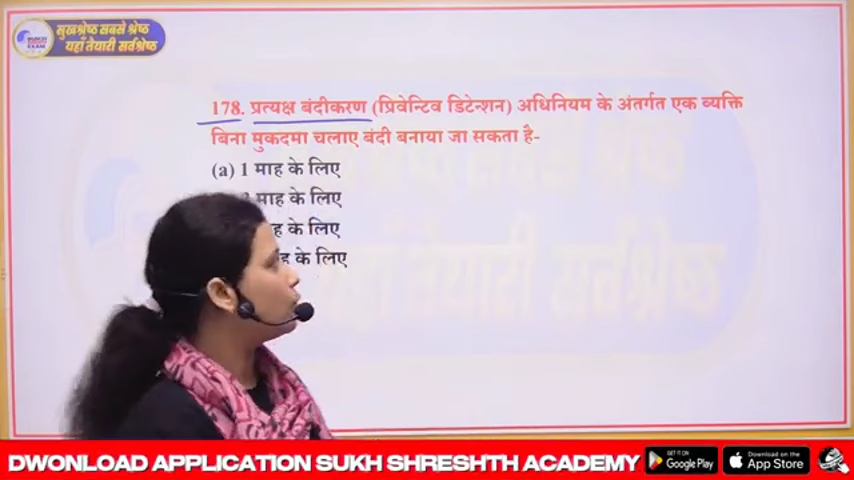 सुखश्रेष्ठ सबसे श्रेष्ठ
यहाँ तैयारी सर्वश्रेष्ठ
178. प्रत्यक्ष बंदीकरण (प्रिवेन्टिव डिटेन्शन) अधिनियम के अंतर्गत एक व्यक्ति
बिना मुकदमा चलाए बंदी बनाया जा सकता है-
(a) 1 माह के लिए
माह के लिए
के लिए
के लिए
DWONLOAD APPLICATION SUKH SHRESHTH ACADEMY
GET IT ON
Google Play
Download on the
App Store